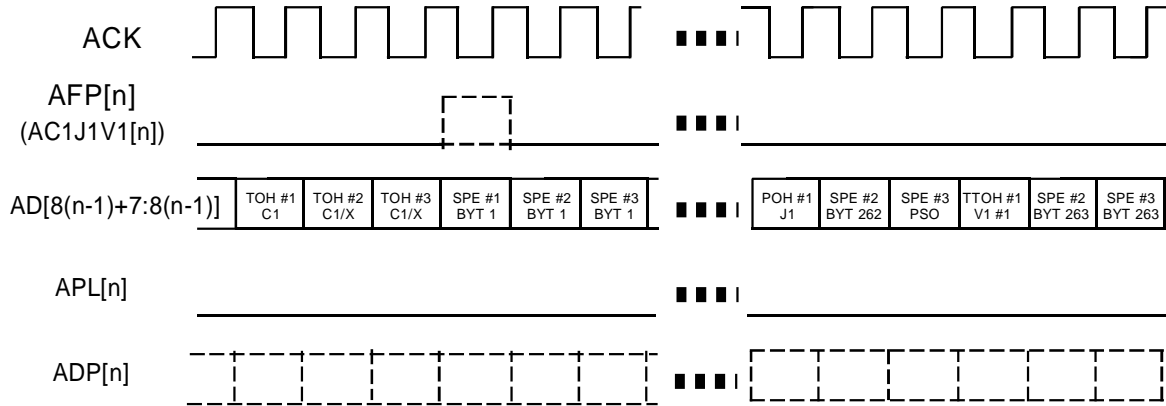 ACK
AFP[n]
(AC1J1V1[n])
AD[8(n-1)+7:8(n-1)]
TOH #1
C1
TOH #2
C1/X
TOH #3
C1/X
SPE #1
BYT 1
SPE #2
BYT 1
SPE #3
BYT 1
POH #1
J1
SPE #2
BYT 262
SPE #3
PSO
TTOH #1
V1 #1
SPE #2
BYT 263
SPE #3
BYT 263
APL[n]
ADP[n]